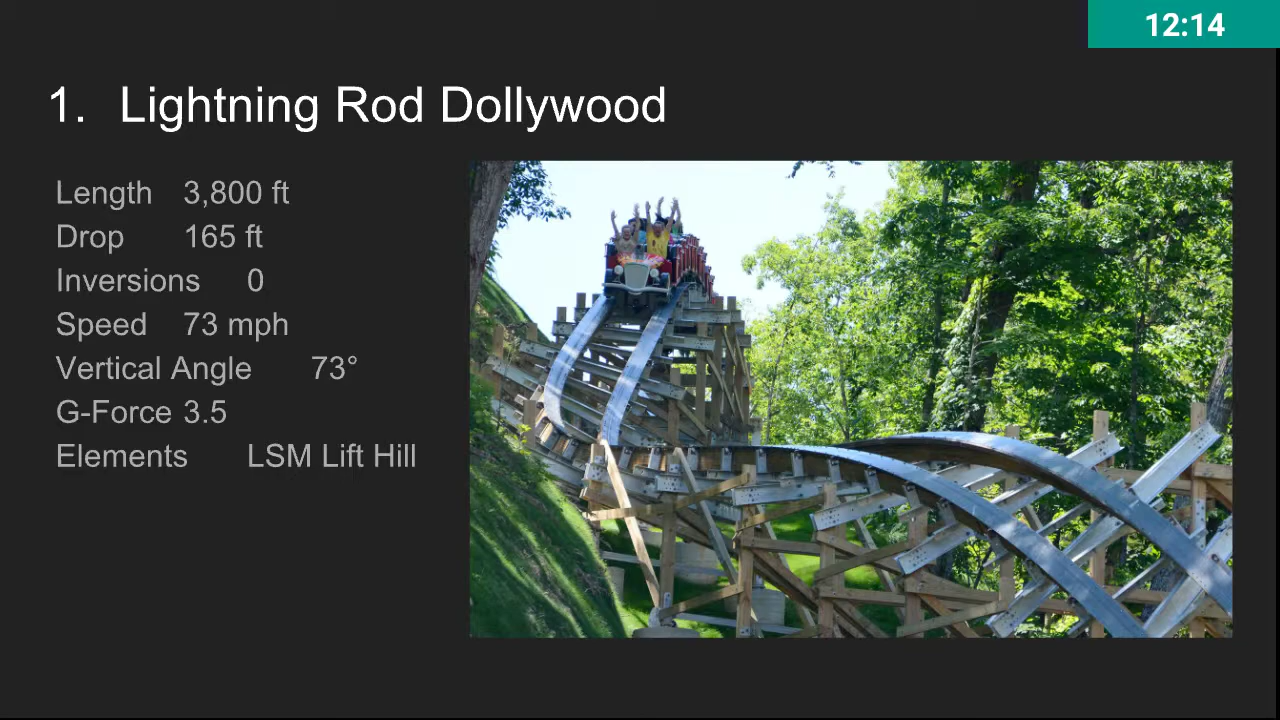 12:14
1. Lightning Rod Dollywood
Length 3,800 ft
Drop 165 ft
Inversions 0
Speed 73 mph
Vertical Angle 73°
G-Force 3.5
Elements LSM Lift Hill